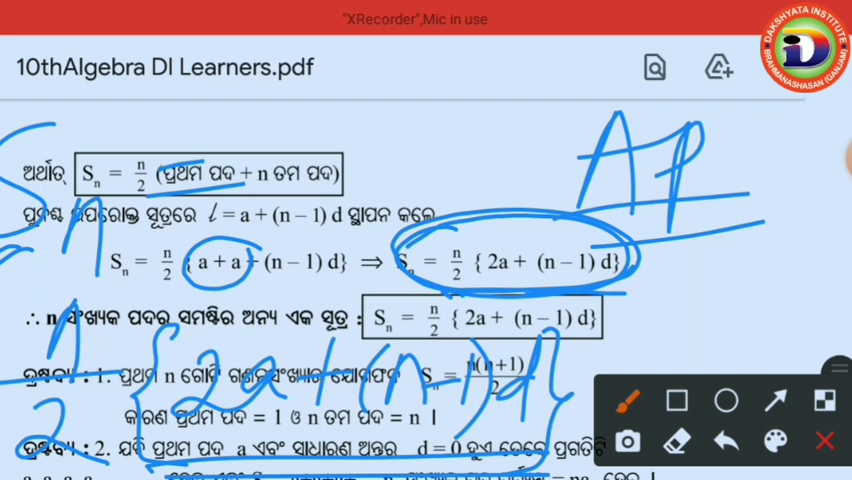 "XRecorder",Mic in use
10thAlgebra DI Learners.pdf
DAKSHYATA INSTITUTE
BRAHMANASHASAN (GANJAM)
AP
ଅର୍ଥାତ୍ Sₙ = n/2 (ପ୍ରଥମ ପଦ + n ତମ ପଦ)
ଉପରୋକ୍ତ ସୂତ୍ରରେ l = a + (n – 1) d ସ୍ଥାପନ କଲେ
Sₙ = n/2 { a + a + (n – 1) d} ⇒ Sₙ = n/2 { 2a + (n – 1) d}
∴ n ସଂଖ୍ୟକ ପଦର ସମଷ୍ଟିର ଅନ୍ୟ ଏକ ସୂତ୍ର : Sₙ = n/2 { 2a + (n – 1) d}
Sn = n/2 {2a+(n-1)d}
ଦ୍ରଷ୍ଟବ୍ୟ : 1. ପ୍ରଥମ n ଗୋଟି ଗଣନସଂଖ୍ୟାର ଯୋଗଫଳ Sₙ = n(n+1)/2
କାରଣ ପ୍ରଥମ ପଦ = 1 ଓ n ତମ ପଦ = n ।
ଦ୍ରଷ୍ଟବ୍ୟ : 2. ଯଦି ପ୍ରଥମ ପଦ a ଏବଂ ସାଧାରଣ ଅନ୍ତର d = 0 ହୁଏ ତେବେ ପ୍ରଗତିଟି